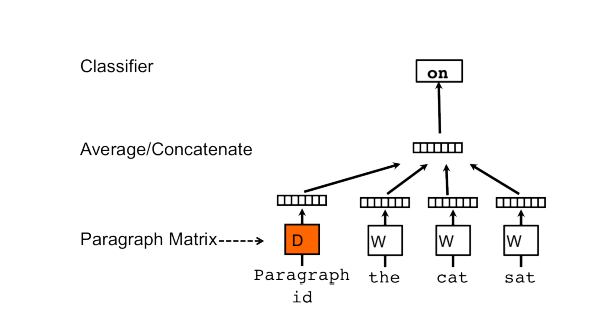 Classifier
on
Average/Concatenate
Paragraph Matrix
D
W
W
W
Paragraph
id
the
cat
sat